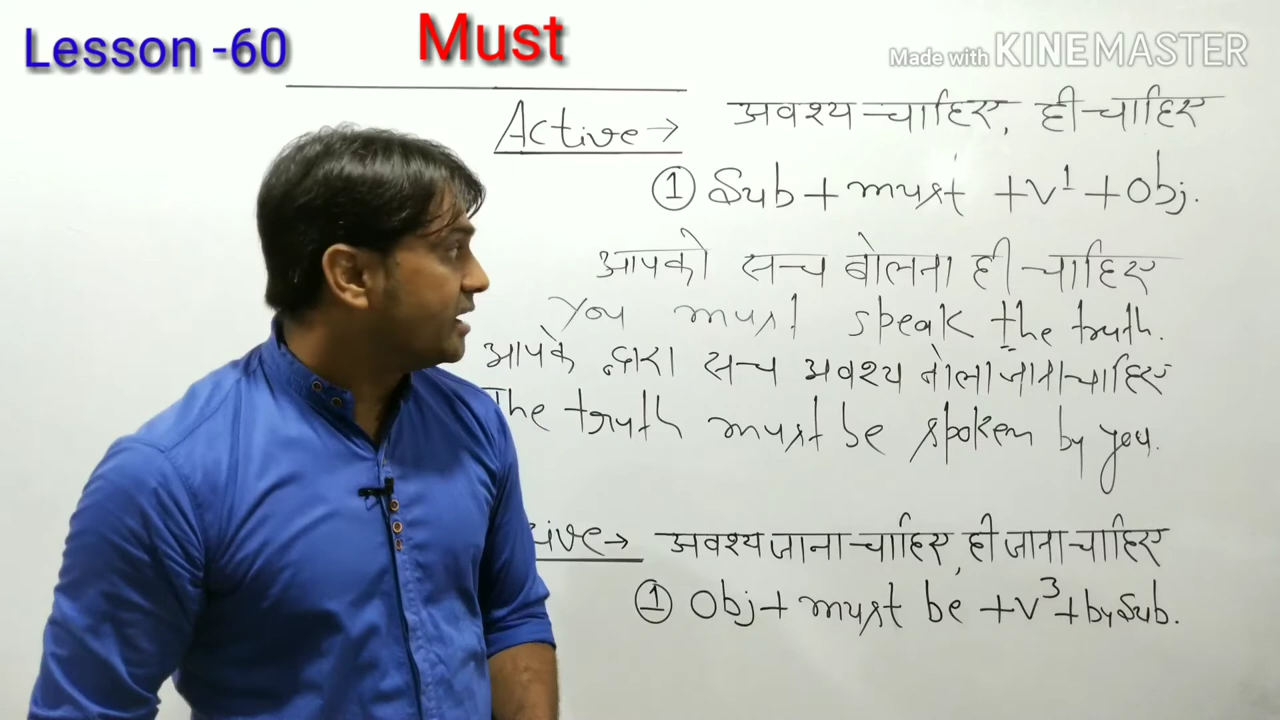 Lesson -60
Must
Made with KINEMASTER
Active → अवश्य-चाहिए, ही-चाहिए
① Sub + must + V¹ + Obj.
आपको सच बोलना ही-चाहिए
You must speak the truth.
आपके द्वारा सच अवश्य बोला जाना चाहिए
The truth must be spoken by you.
ive → अवश्य जाना-चाहिए, ही जाना-चाहिए
① Obj + must be + V³ + by Sub.